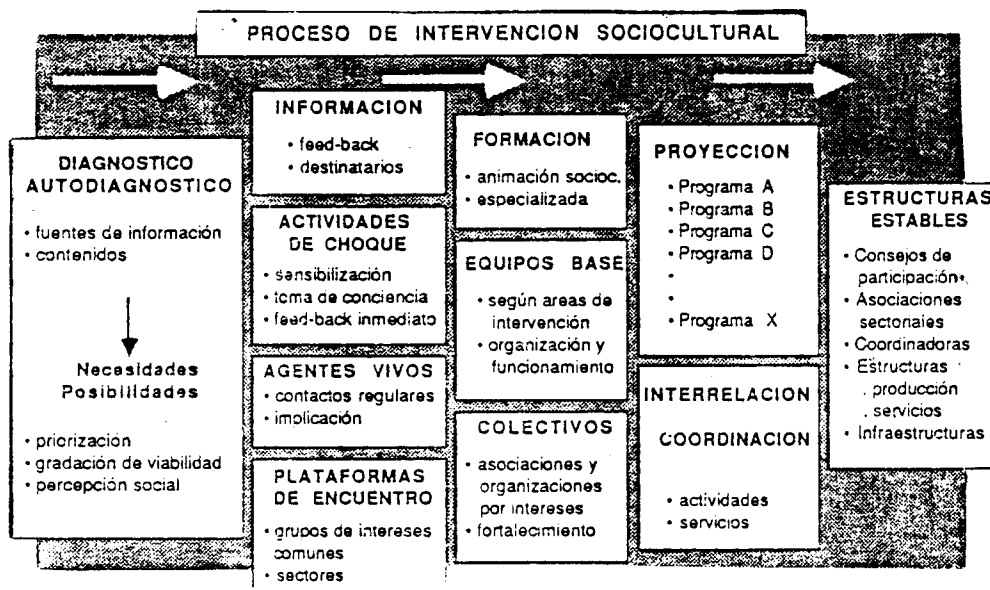 PROCESO DE INTERVENCION SOCIOCULTURAL
DIAGNOSTICO
AUTODIAGNOSTICO
• fuentes de información
• contenidos
Necesidades
Posibilidades
• priorización
• gradación de viabilidad
• percepción social
INFORMACION
• feed-back
• destinatarios
ACTIVIDADES
DE CHOQUE
• sensibilización
• toma de conciencia
• feed-back inmediato
AGENTES VIVOS
• contactos regulares
• implicación
PLATAFORMAS
DE ENCUENTRO
• grupos de intereses
comunes
• sectores
FORMACION
• animación socioc.
• especializada
EQUIPOS BASE
• según areas de
intervención
• organización y
funcionamiento
COLECTIVOS
• asociaciones y
organizaciones
por intereses
• fortalecimiento
PROYECCION
• Programa A
• Programa B
• Programa C
• Programa D
•
•
• Programa X
INTERRELACION
COORDINACION
• actividades
• servicios
ESTRUCTURAS
ESTABLES
• Consejos de
participación
• Asociaciones
sectoriales
• Coordinadoras
• Estructuras
. producción
. servicios
• Infraestructuras